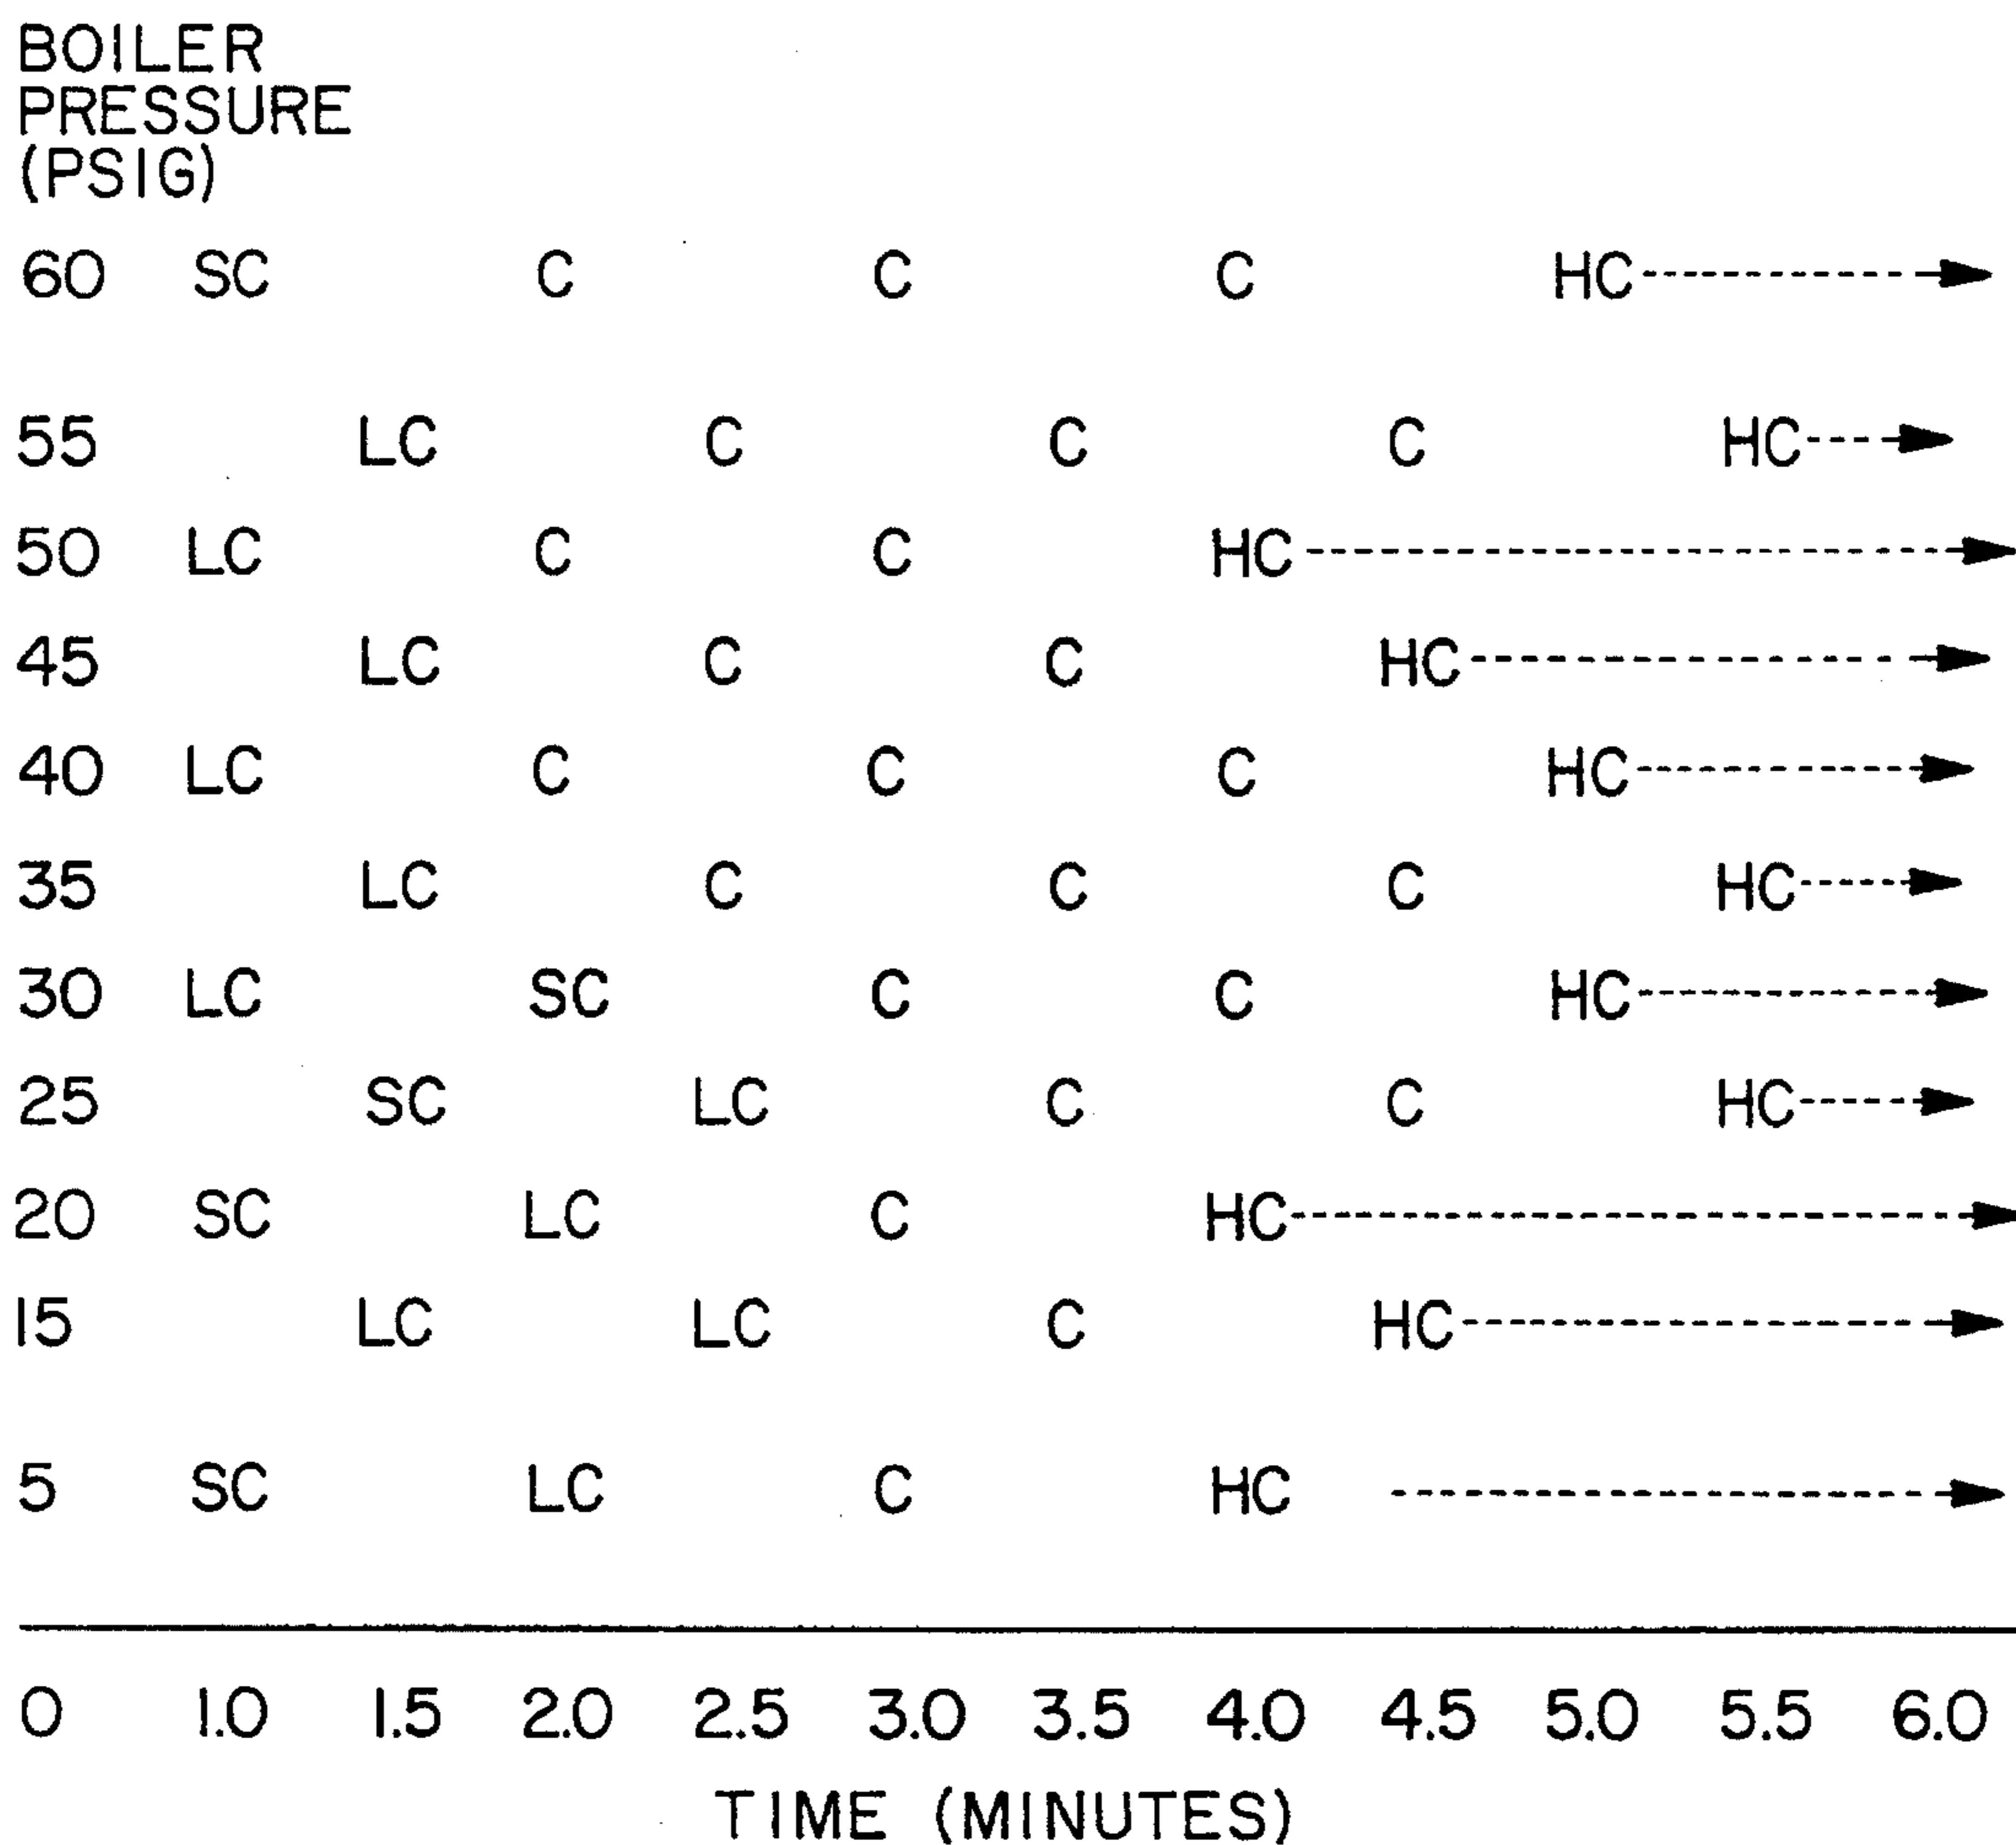 BOILER
PRESSURE
(PSIG)
60 SC C C C HC
55 LC C C C HC
50 LC C C HC
45 LC C C HC
40 LC C C C HC
35 LC C C C HC
30 LC SC C C HC
25 SC LC C C HC
20 SC LC C HC
15 LC LC C HC
5 SC LC C HC
0 1.0 1.5 2.0 2.5 3.0 3.5 4.0 4.5 5.0 5.5 6.0
TIME (MINUTES)